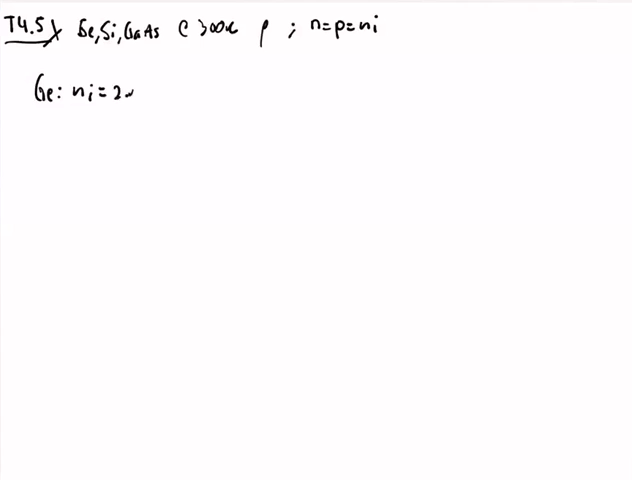 T4.5) Ge, Si, GaAs @ 300K ρ ; n=p=ni
Ge: ni = 2